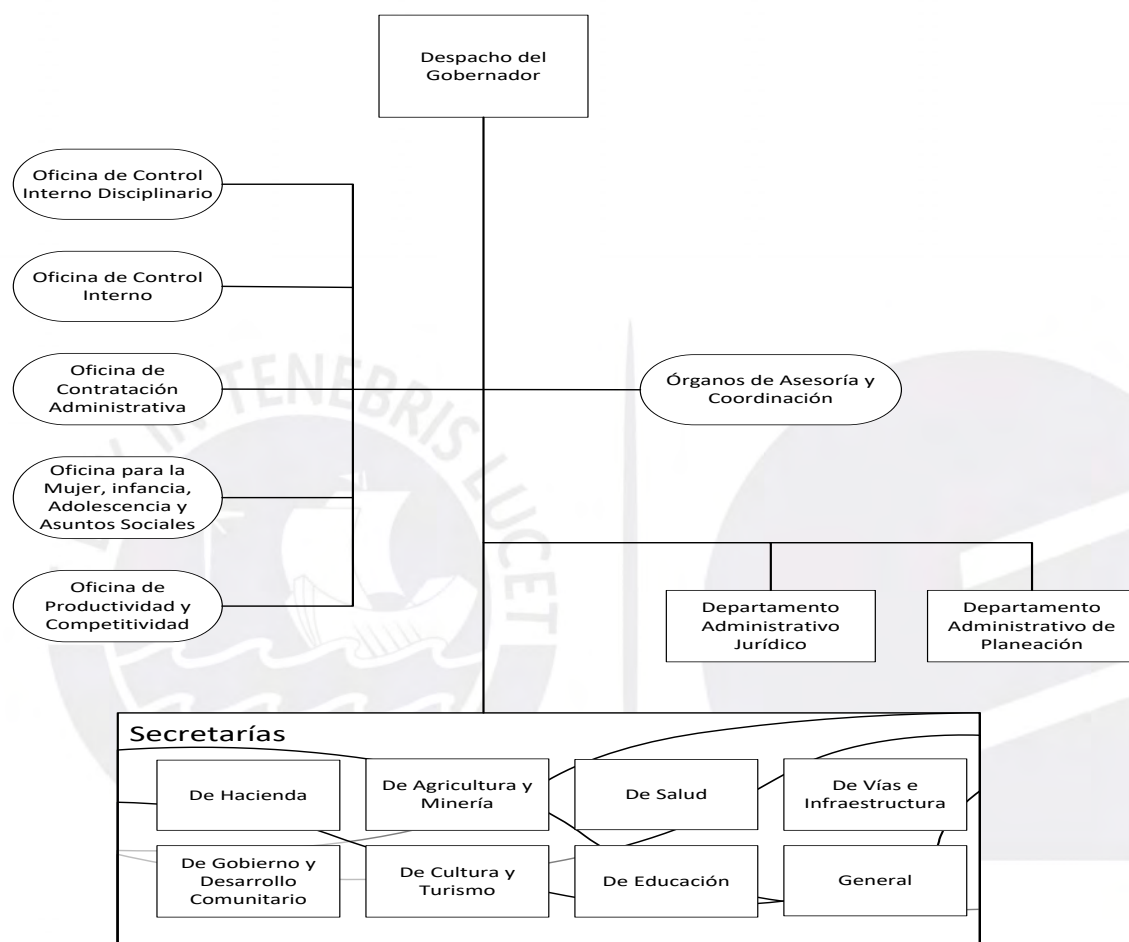 Despacho del
Gobernador
Oficina de Control
Interno Disciplinario
Oficina de Control
Interno
Oficina de
Contratación
Administrativa
Órganos de Asesoría y
Coordinación
Oficina para la
Mujer, infancia,
Adolescencia y
Asuntos Sociales
Oficina de
Productividad y
Competitividad
Departamento
Administrativo
Jurídico
Departamento
Administrativo de
Planeación
Secretarías
De Hacienda
De Agricultura y
Minería
De Salud
De Vías e
Infraestructura
De Gobierno y
Desarrollo
Comunitario
De Cultura y
Turismo
De Educación
General
IN TENEBRIS LUCET